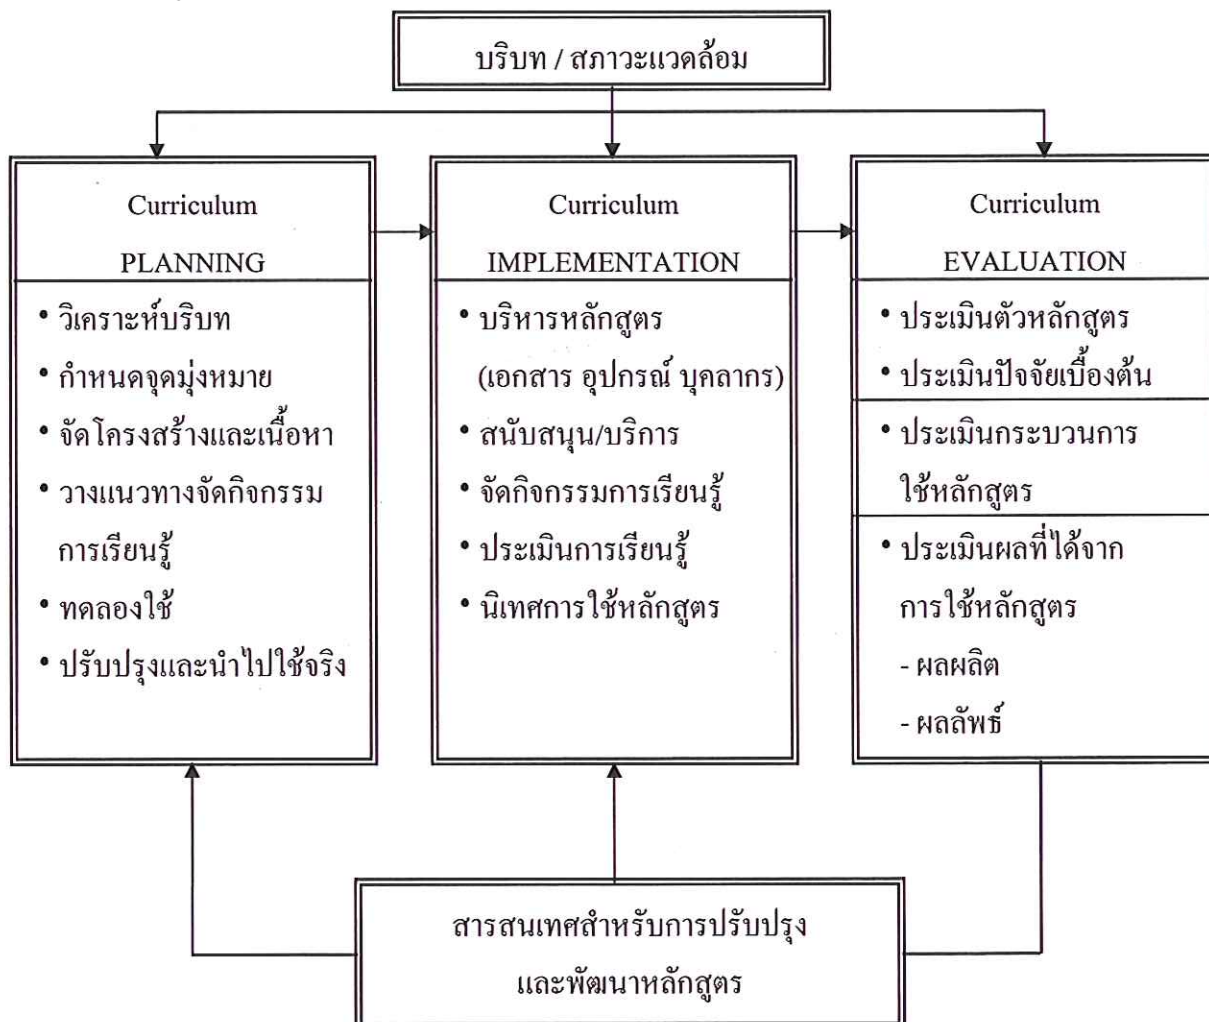 บริบท / สภาวะแวดล้อม
Curriculum
PLANNING
• วิเคราะห์บริบท
• กำหนดจุดมุ่งหมาย
• จัดโครงสร้างและเนื้อหา
• วางแนวทางจัดกิจกรรม
การเรียนรู้
• ทดลองใช้
• ปรับปรุงและนำไปใช้จริง
Curriculum
IMPLEMENTATION
• บริหารหลักสูตร
(เอกสาร อุปกรณ์ บุคลากร)
• สนับสนุน/บริการ
• จัดกิจกรรมการเรียนรู้
• ประเมินการเรียนรู้
• นิเทศการใช้หลักสูตร
Curriculum
EVALUATION
• ประเมินตัวหลักสูตร
• ประเมินปัจจัยเบื้องต้น
• ประเมินกระบวนการ
ใช้หลักสูตร
• ประเมินผลที่ได้จาก
การใช้หลักสูตร
- ผลผลิต
- ผลลัพธ์
สารสนเทศสำหรับการปรับปรุง
และพัฒนาหลักสูตร